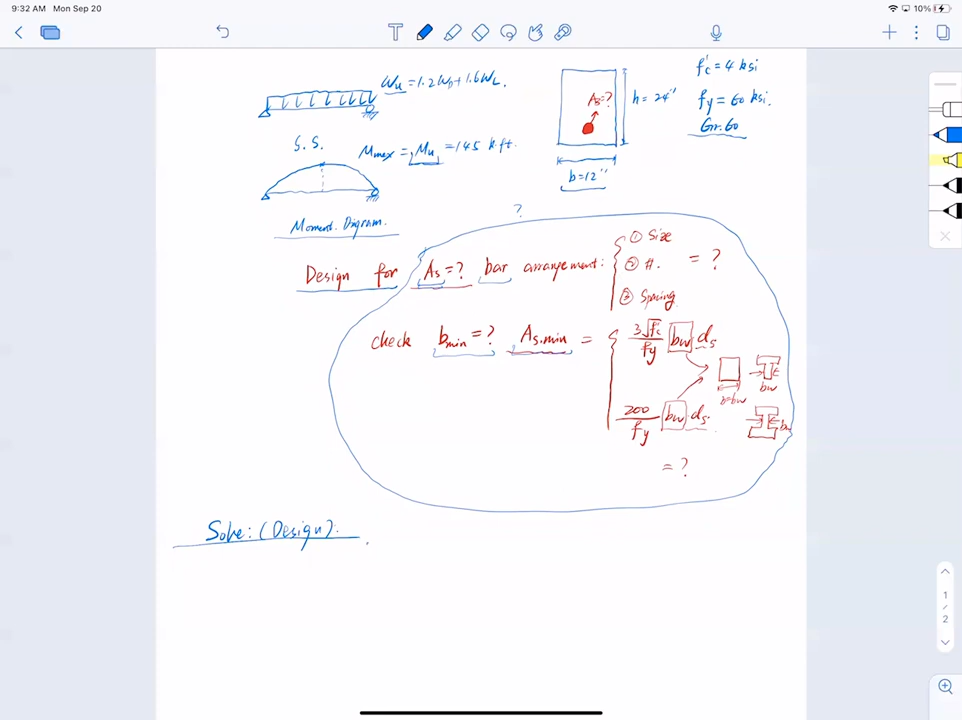 9:32 AM Mon Sep 20
10%
Wu = 1.2WD + 1.6WL
S.S.
Mmax = Mu = 145 k.ft.
Moment. Digram.
As=?
h = 24"
b = 12"
f'c = 4 ksi
fy = 60 ksi.
Gr. 60
?
Design for As=? bar arrangement:
① Size
② #.
③ Spacing
= ?
check bmin = ? As.min =
3√f'c / fy bw ds
b=bw
bw
200 / fy bw ds.
bw
= ?
Solve: (Design).
1
/
2